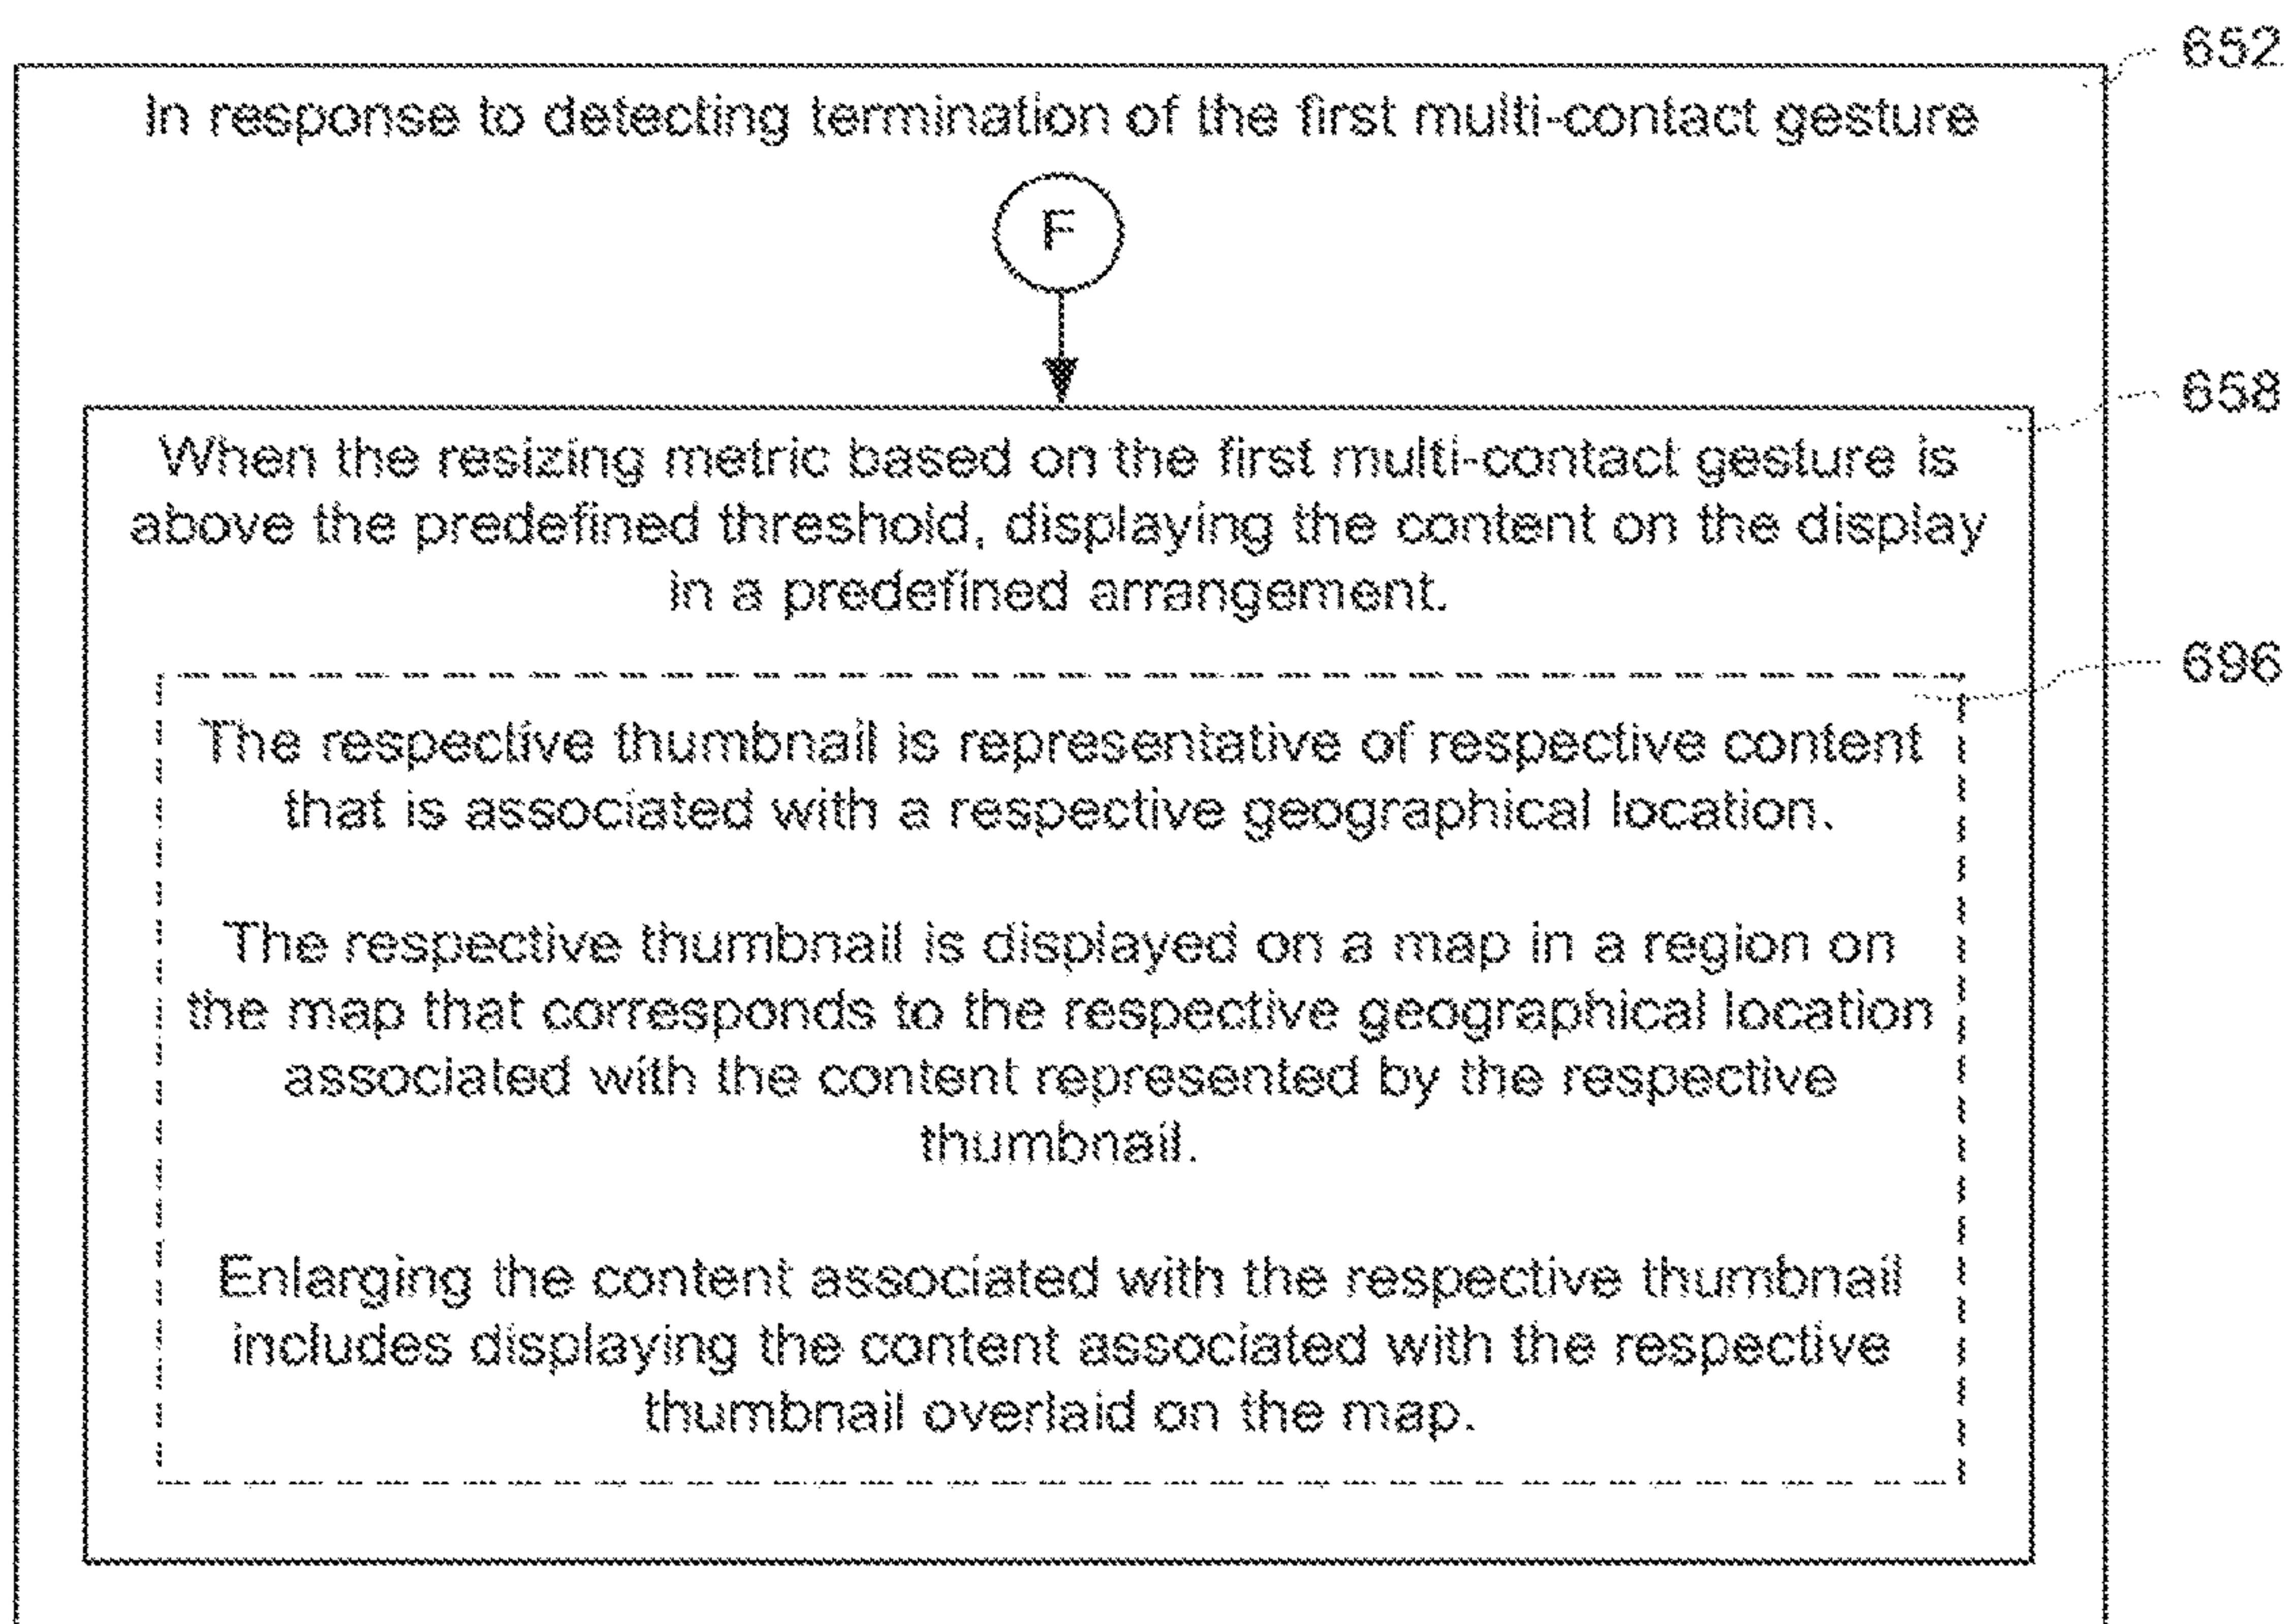 652
In response to detecting termination of the first multi-contact gesture
F
658
When the resizing metric based on the first multi-contact gesture is
above the predefined threshold, displaying the content on the display
in a predefined arrangement.
696
The respective thumbnail is representative of respective content
that is associated with a respective geographical location.
The respective thumbnail is displayed on a map in a region on
the map that corresponds to the respective geographical location
associated with the content represented by the respective
thumbnail.
Enlarging the content associated with the respective thumbnail
includes displaying the content associated with the respective
thumbnail overlaid on the map.